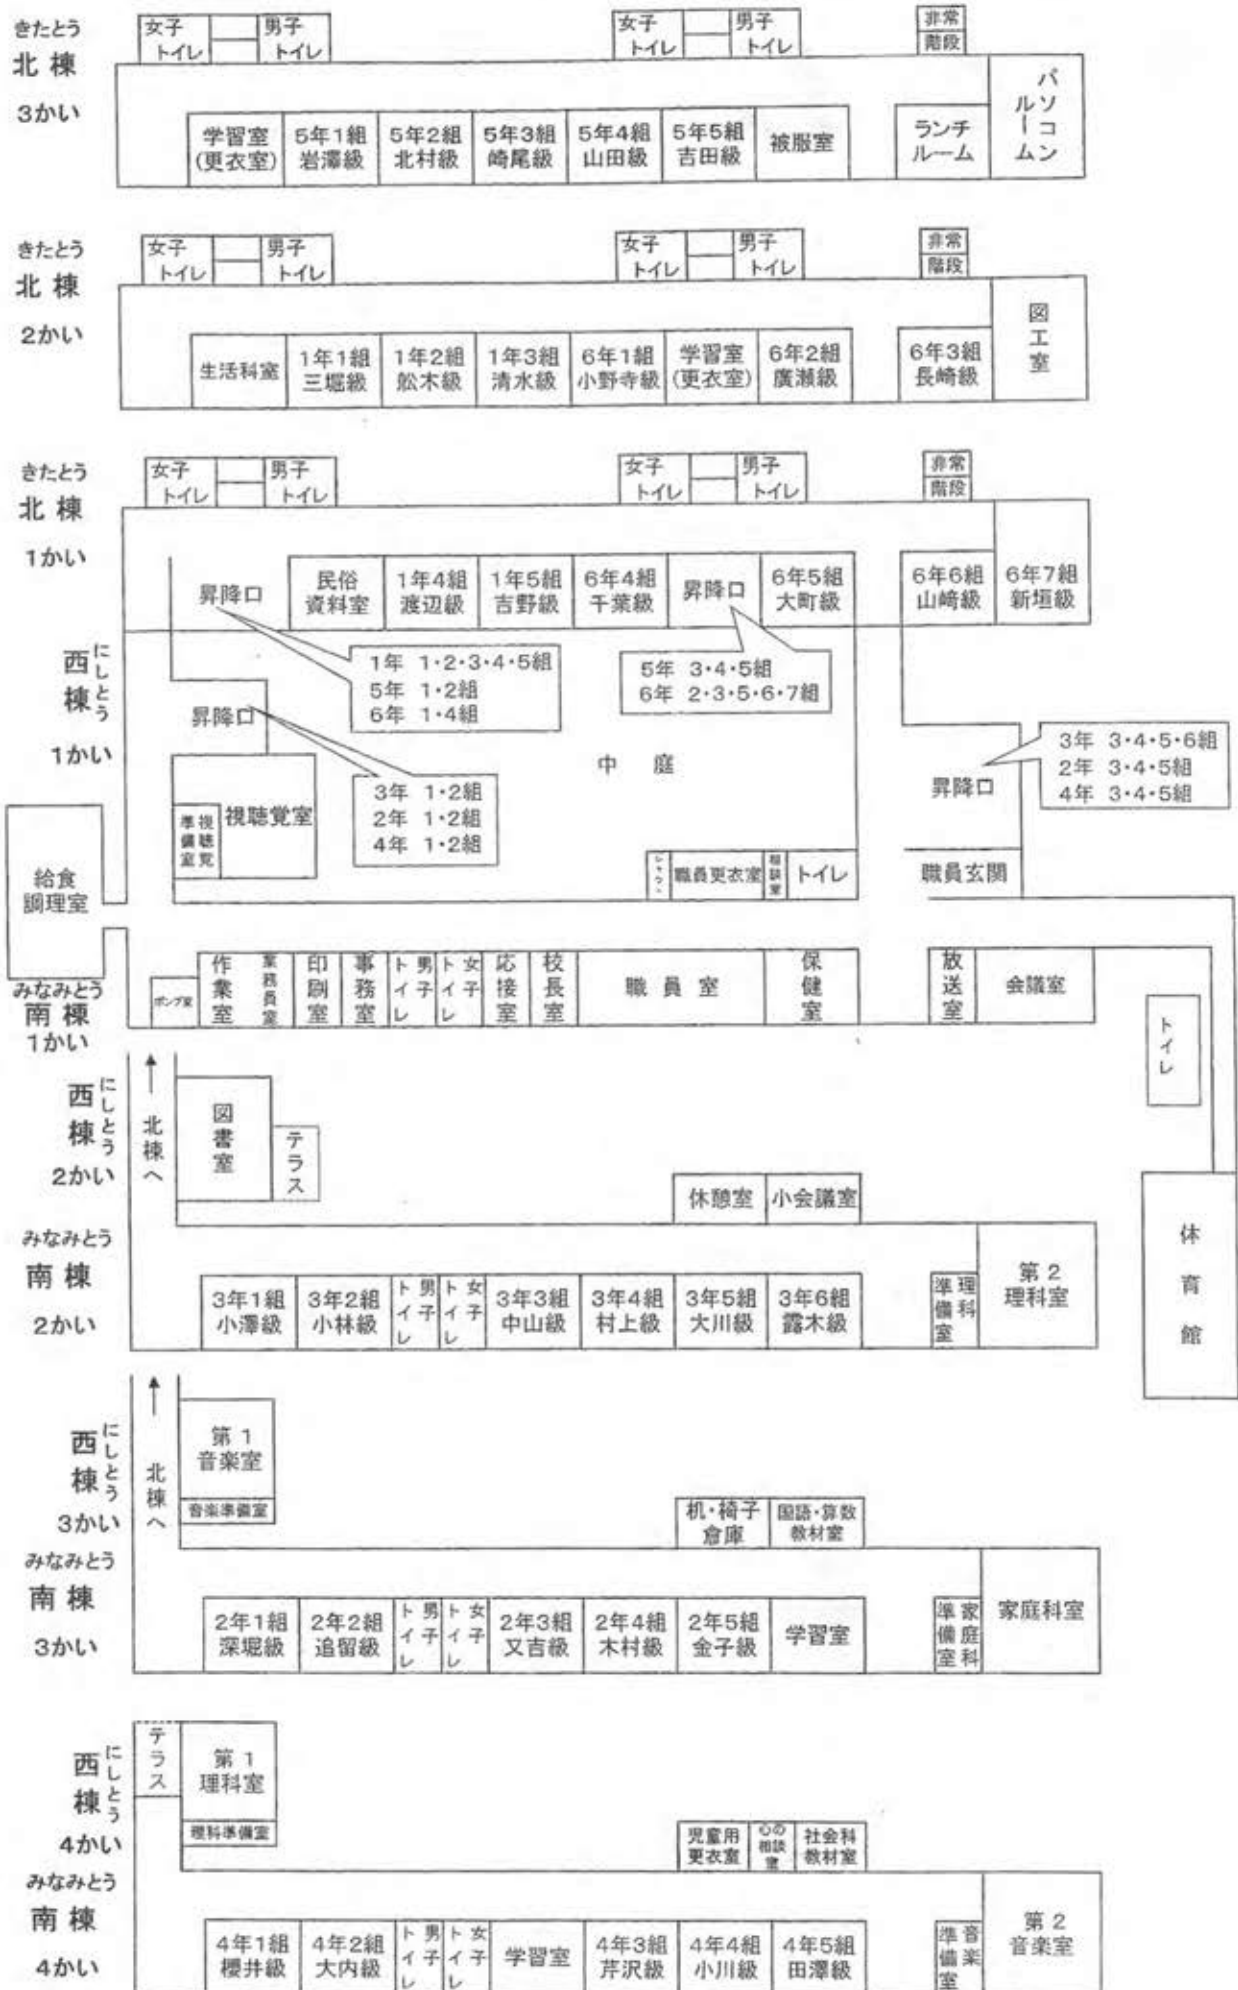 きたとう
北棟
3かい
女子
トイレ
男子
トイレ
女子
トイレ
男子
トイレ
非常
階段
学習室
(更衣室)
5年1組
岩澤級
5年2組
北村級
5年3組
崎尾級
5年4組
山田級
5年5組
吉田級
被服室
ランチ
ルーム
パソコン
ルーム
きたとう
北棟
2かい
女子
トイレ
男子
トイレ
女子
トイレ
男子
トイレ
非常
階段
生活科室
1年1組
三堀級
1年2組
舩木級
1年3組
清水級
6年1組
小野寺級
学習室
(更衣室)
6年2組
廣瀬級
6年3組
長崎級
図工室
きたとう
北棟
1かい
女子
トイレ
男子
トイレ
女子
トイレ
男子
トイレ
非常
階段
昇降口
民俗
資料室
1年4組
渡辺級
1年5組
吉野級
6年4組
千葉級
昇降口
6年5組
大町級
6年6組
山﨑級
6年7組
新垣級
1年 1・2・3・4・5組
5年 1・2組
6年 1・4組
5年 3・4・5組
6年 2・3・5・6・7組
にしとう
西棟
1かい
昇降口
3年 1・2組
2年 1・2組
4年 1・2組
中庭
昇降口
3年 3・4・5・6組
2年 3・4・5組
4年 3・4・5組
視聴覚
準備室
視聴覚室
職員更衣室
相談室
トイレ
職員玄関
給食
調理室
みなみとう
南棟
1かい
ポンプ室
作業室
業務員室
印刷室
事務室
男子
トイレ
女子
トイレ
応接室
校長室
職員室
保健室
放送室
会議室
トイレ
体育館
にしとう
西棟
2かい
北棟へ
図書室
テラス
休憩室
小会議室
みなみとう
南棟
2かい
3年1組
小澤級
3年2組
小林級
男子
トイレ
女子
トイレ
3年3組
中山級
3年4組
村上級
3年5組
大川級
3年6組
露木級
理科
準備室
第2
理科室
にしとう
西棟
3かい
北棟へ
第1
音楽室
音楽準備室
机・椅子
倉庫
国語・算数
教材室
みなみとう
南棟
3かい
2年1組
深堀級
2年2組
追留級
男子
トイレ
女子
トイレ
2年3組
又吉級
2年4組
木村級
2年5組
金子級
学習室
家庭科
準備室
家庭科室
にしとう
西棟
4かい
テラス
第1
理科室
理科準備室
児童用
更衣室
心の
相談室
社会科
教材室
みなみとう
南棟
4かい
4年1組
櫻井級
4年2組
大内級
男子
トイレ
女子
トイレ
学習室
4年3組
芹沢級
4年4組
小川級
4年5組
田澤級
音楽
準備室
第2
音楽室